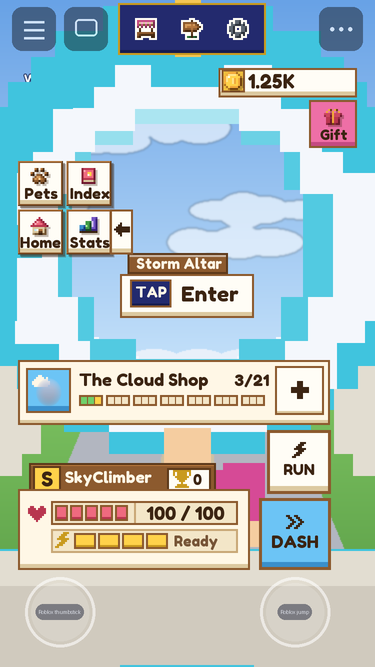 1.25K
Gift
Pets
Index
Home
Stats
Storm Altar
TAP
Enter
The Cloud Shop
3/21
RUN
S
SkyClimber
0
100 / 100
Ready
DASH
Roblox thumbstick
Roblox jump